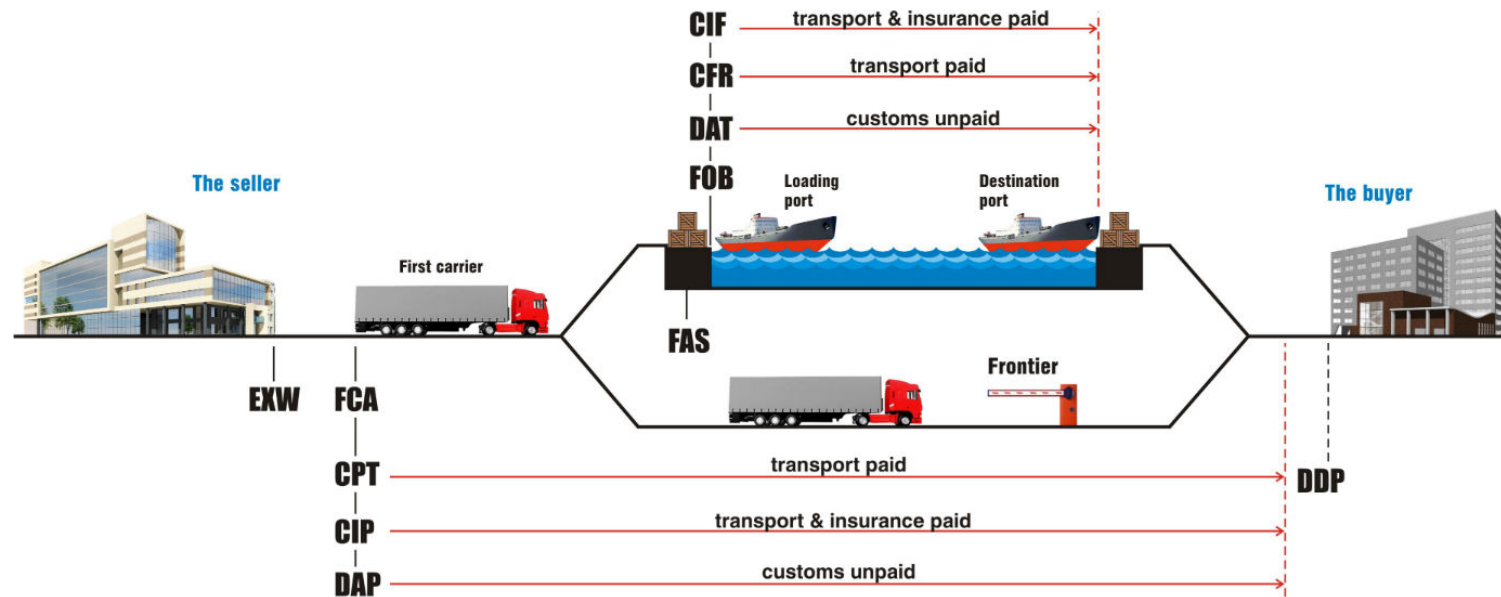 CIF
transport & insurance paid
CFR
transport paid
DAT
customs unpaid
FOB
Loading
port
Destination
port
The seller
The buyer
First carrier
FAS
Frontier
EXW
FCA
CPT
transport paid
DDP
CIP
transport & insurance paid
DAP
customs unpaid